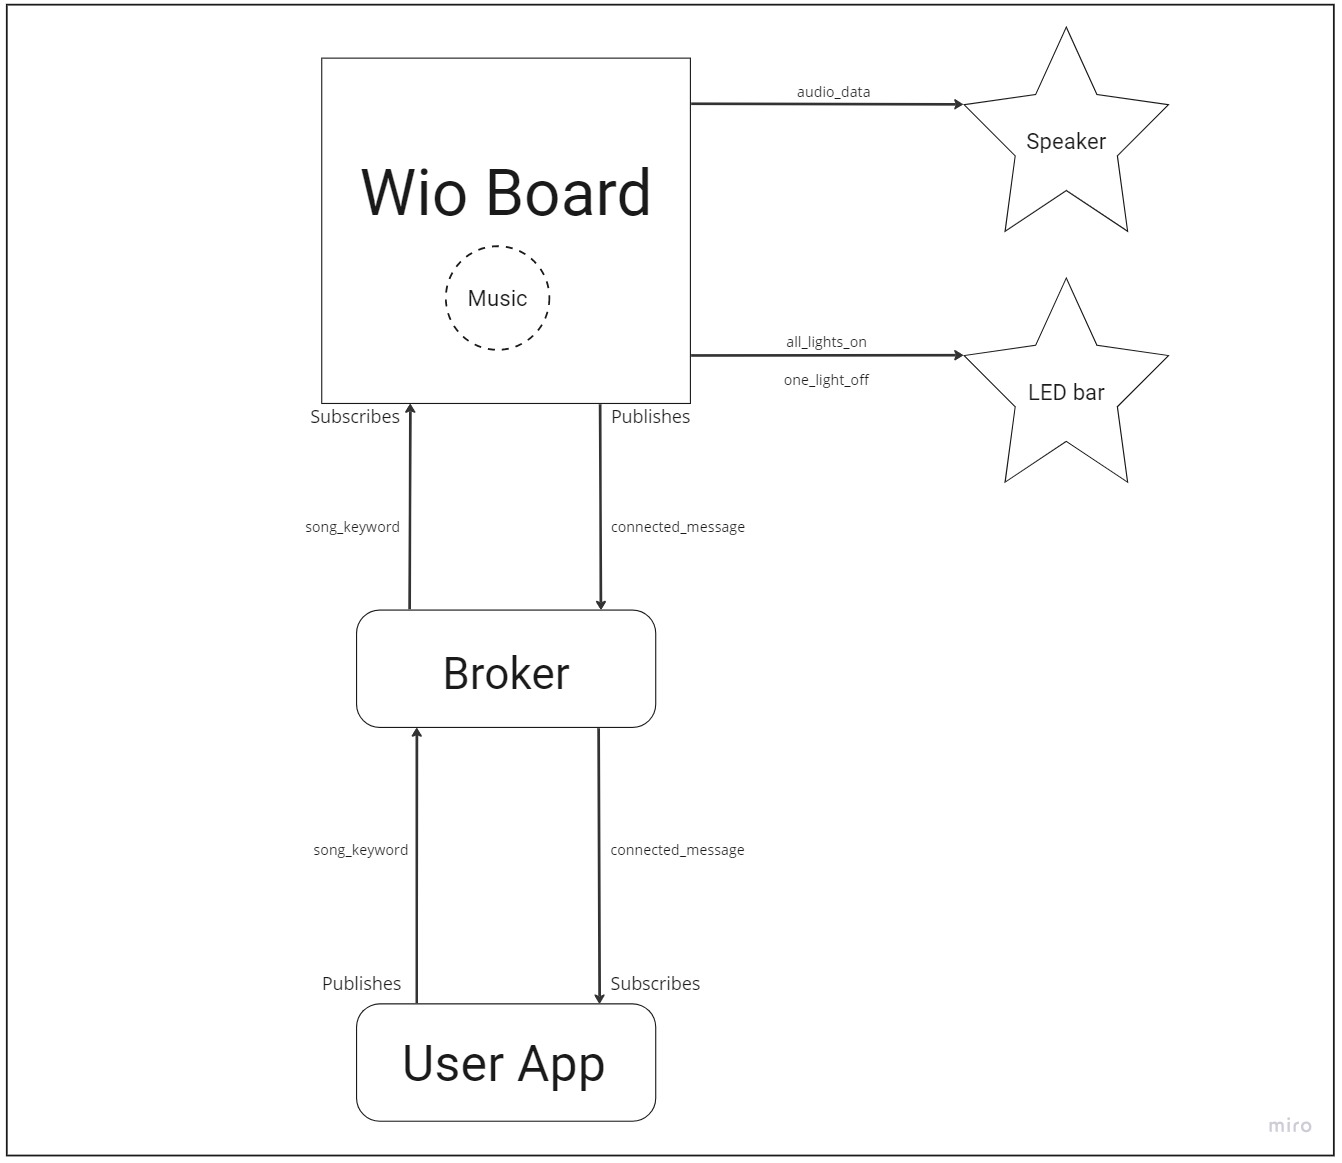 audio_data
Speaker
Wio Board
Music
all_lights_on
one_light_off
LED bar
Subscribes
Publishes
song_keyword
connected_message
Broker
song_keyword
connected_message
Publishes
Subscribes
User App
miro